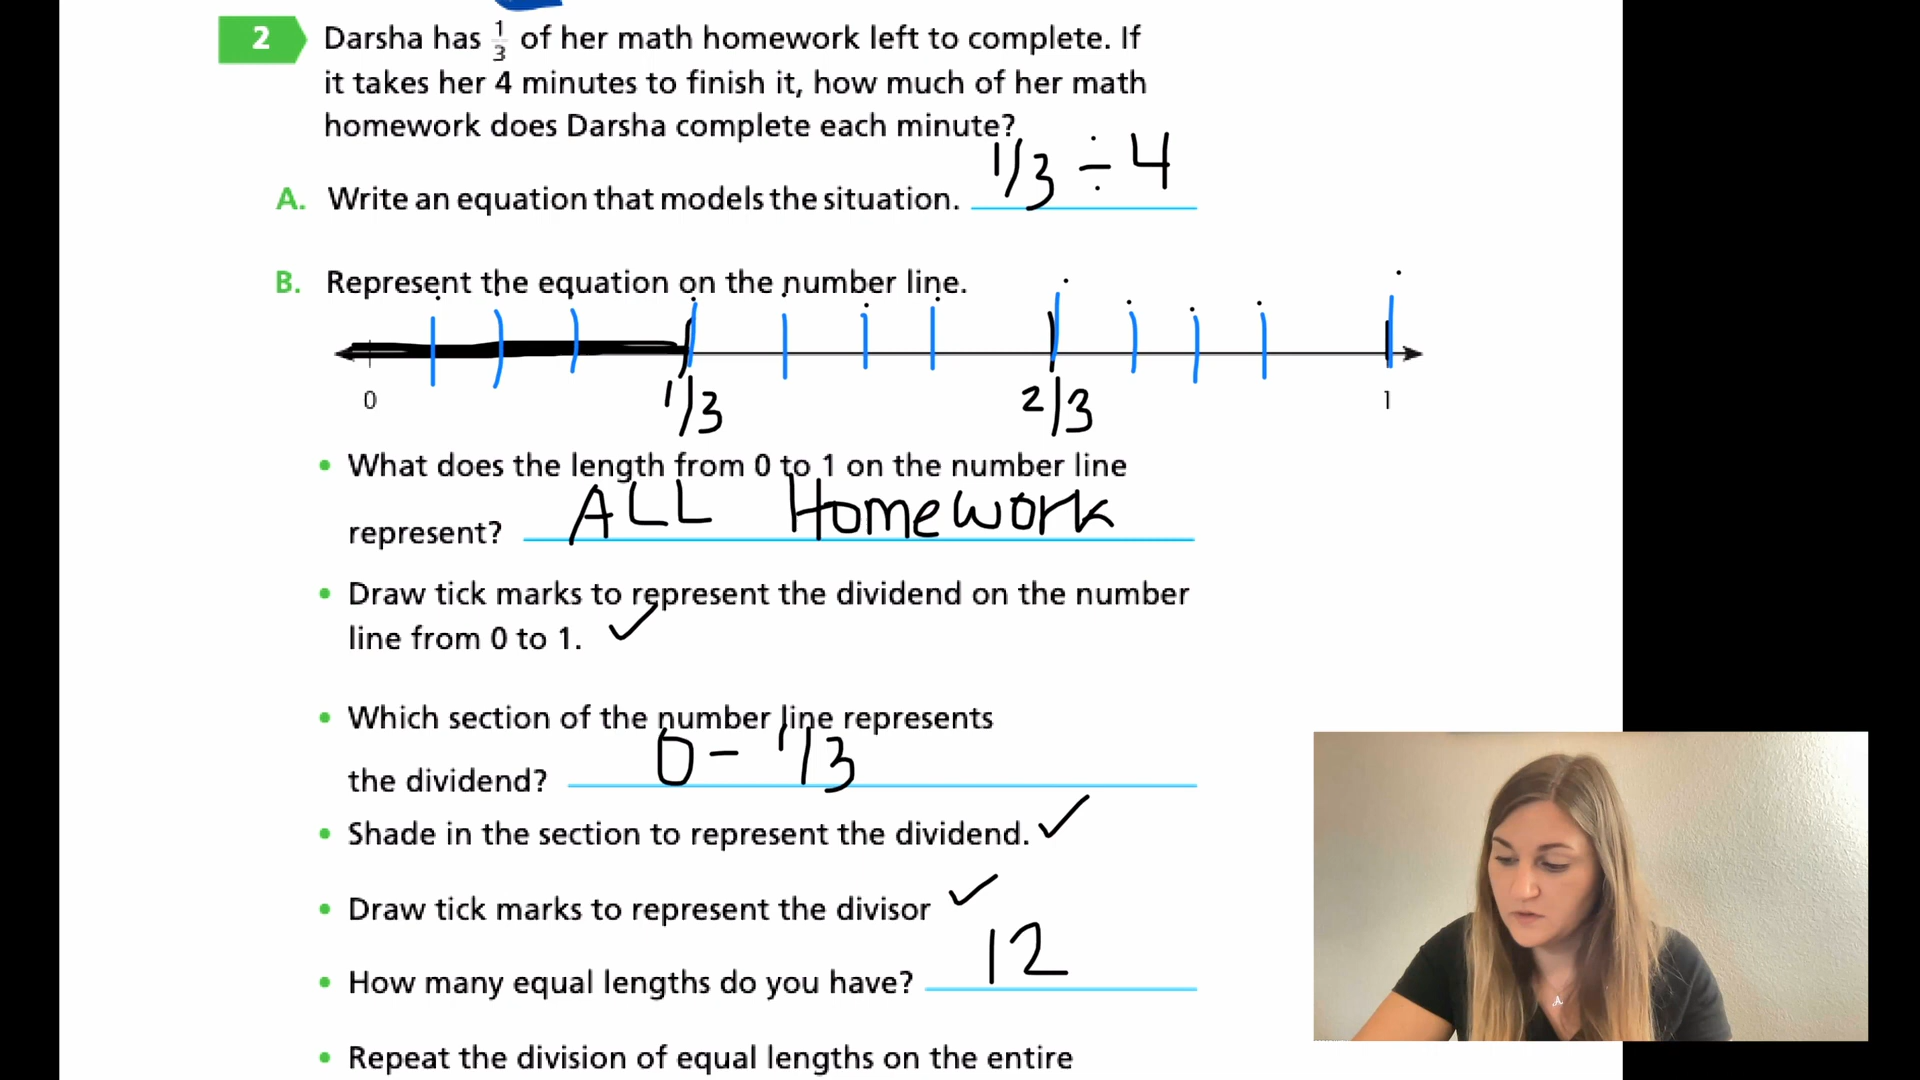 2 Darsha has 1/3 of her math homework left to complete. If
it takes her 4 minutes to finish it, how much of her math
homework does Darsha complete each minute?
A. Write an equation that models the situation. 1/3 ÷ 4
B. Represent the equation on the number line.
0 1/3 2/3 1
• What does the length from 0 to 1 on the number line
represent? ALL Homework
• Draw tick marks to represent the dividend on the number
line from 0 to 1. ✓
• Which section of the number line represents
the dividend? 0 - 1/3
• Shade in the section to represent the dividend. ✓
• Draw tick marks to represent the divisor ✓
• How many equal lengths do you have? 12
• Repeat the division of equal lengths on the entire